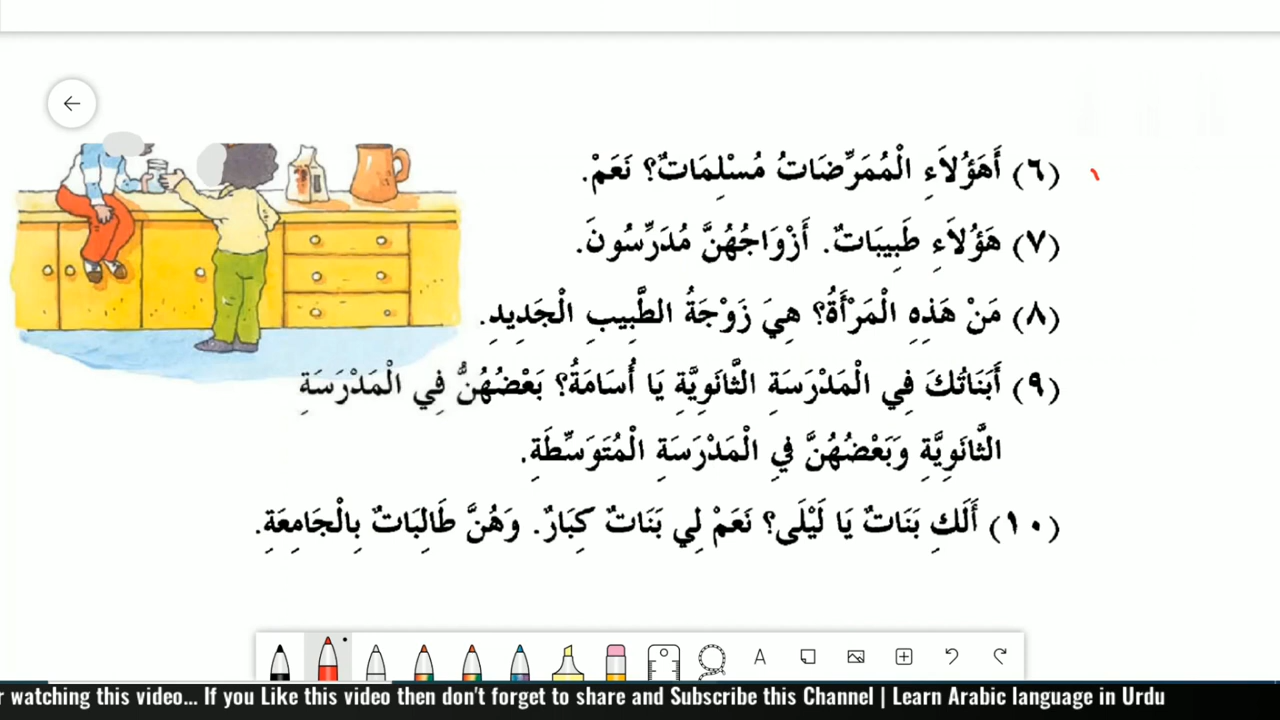 (٦) أَهَؤُلاَءِ الْمُمَرِّضَاتُ مُسْلِمَاتٌ؟ نَعَمْ.
(٧) هَؤُلاَءِ طَبِيبَاتٌ. أَزْوَاجُهُنَّ مُدَرِّسُونَ.
(٨) مَنْ هَذِهِ الْمَرْأَةُ؟ هِيَ زَوْجَةُ الطَّبِيبِ الْجَدِيدِ.
(٩) أَبَنَاتُكَ فِي الْمَدْرَسَةِ الثَّانَوِيَّةِ يَا أُسَامَةُ؟ بَعْضُهُنَّ فِي الْمَدْرَسَةِ
الثَّانَوِيَّةِ وَبَعْضُهُنَّ فِي الْمَدْرَسَةِ الْمُتَوَسِّطَةِ.
(١٠) أَلَكِ بَنَاتٌ يَا لَيْلَى؟ نَعَمْ لِي بَنَاتٌ كِبَارٌ. وَهُنَّ طَالِبَاتٌ بِالْجَامِعَةِ.
A
r watching this video... If you Like this video then don't forget to share and Subscribe this Channel | Learn Arabic language in Urdu